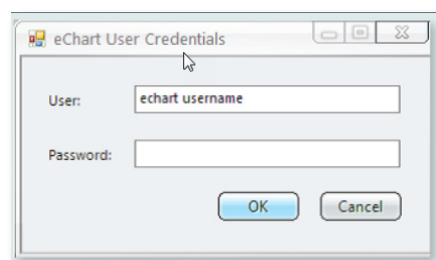 eChart User Credentials
User: echart username
Password:
OK Cancel